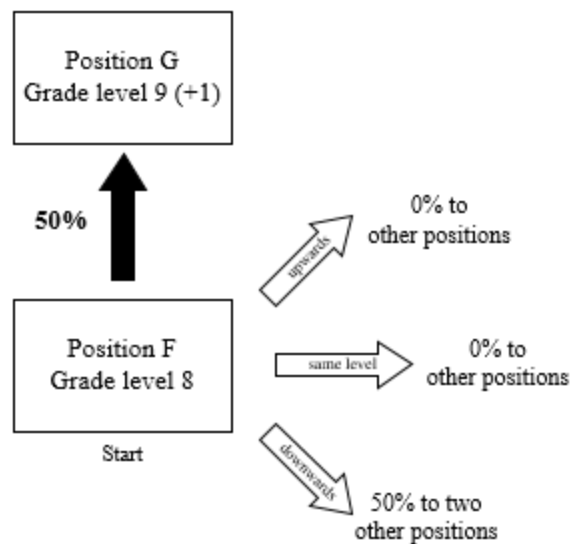 Position G
Grade level 9 (+1)
50%
0% to
other positions
upwards
Position F
Grade level 8
same level
0% to
other positions
Start
downwards
50% to two
other positions